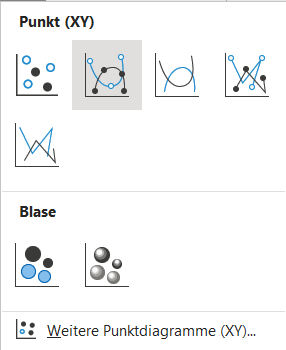 Punkt (XY)
Blase
Weitere Punktdiagramme (XY)...